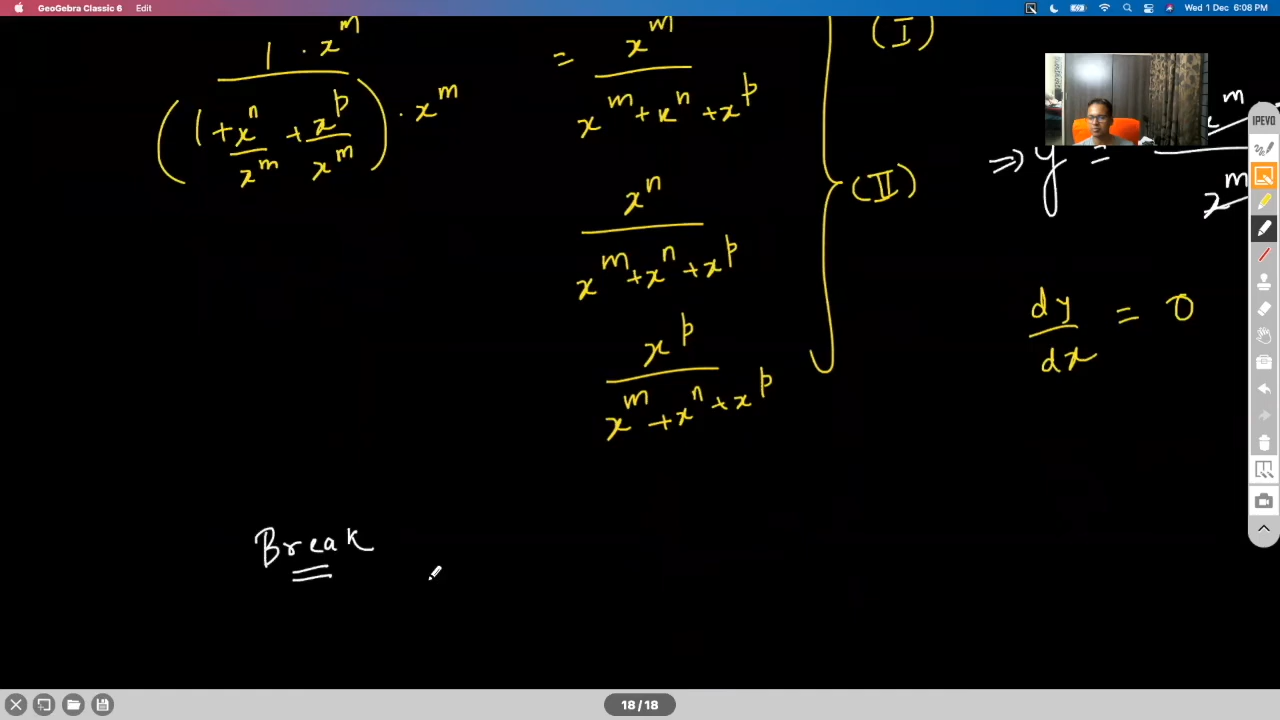 GeoGebra Classic 6 Edit Wed 1 Dec 6:08 PM
1 · x^m / (1 + x^n/x^m + x^p/x^m) · x^m = x^m / x^m + x^n + x^p (I)
x^n / x^m + x^n + x^p (II)
x^p / x^m + x^n + x^p
⇒ y =
m
x^m
dy/dx = 0
IPEVO
Break
18 / 18